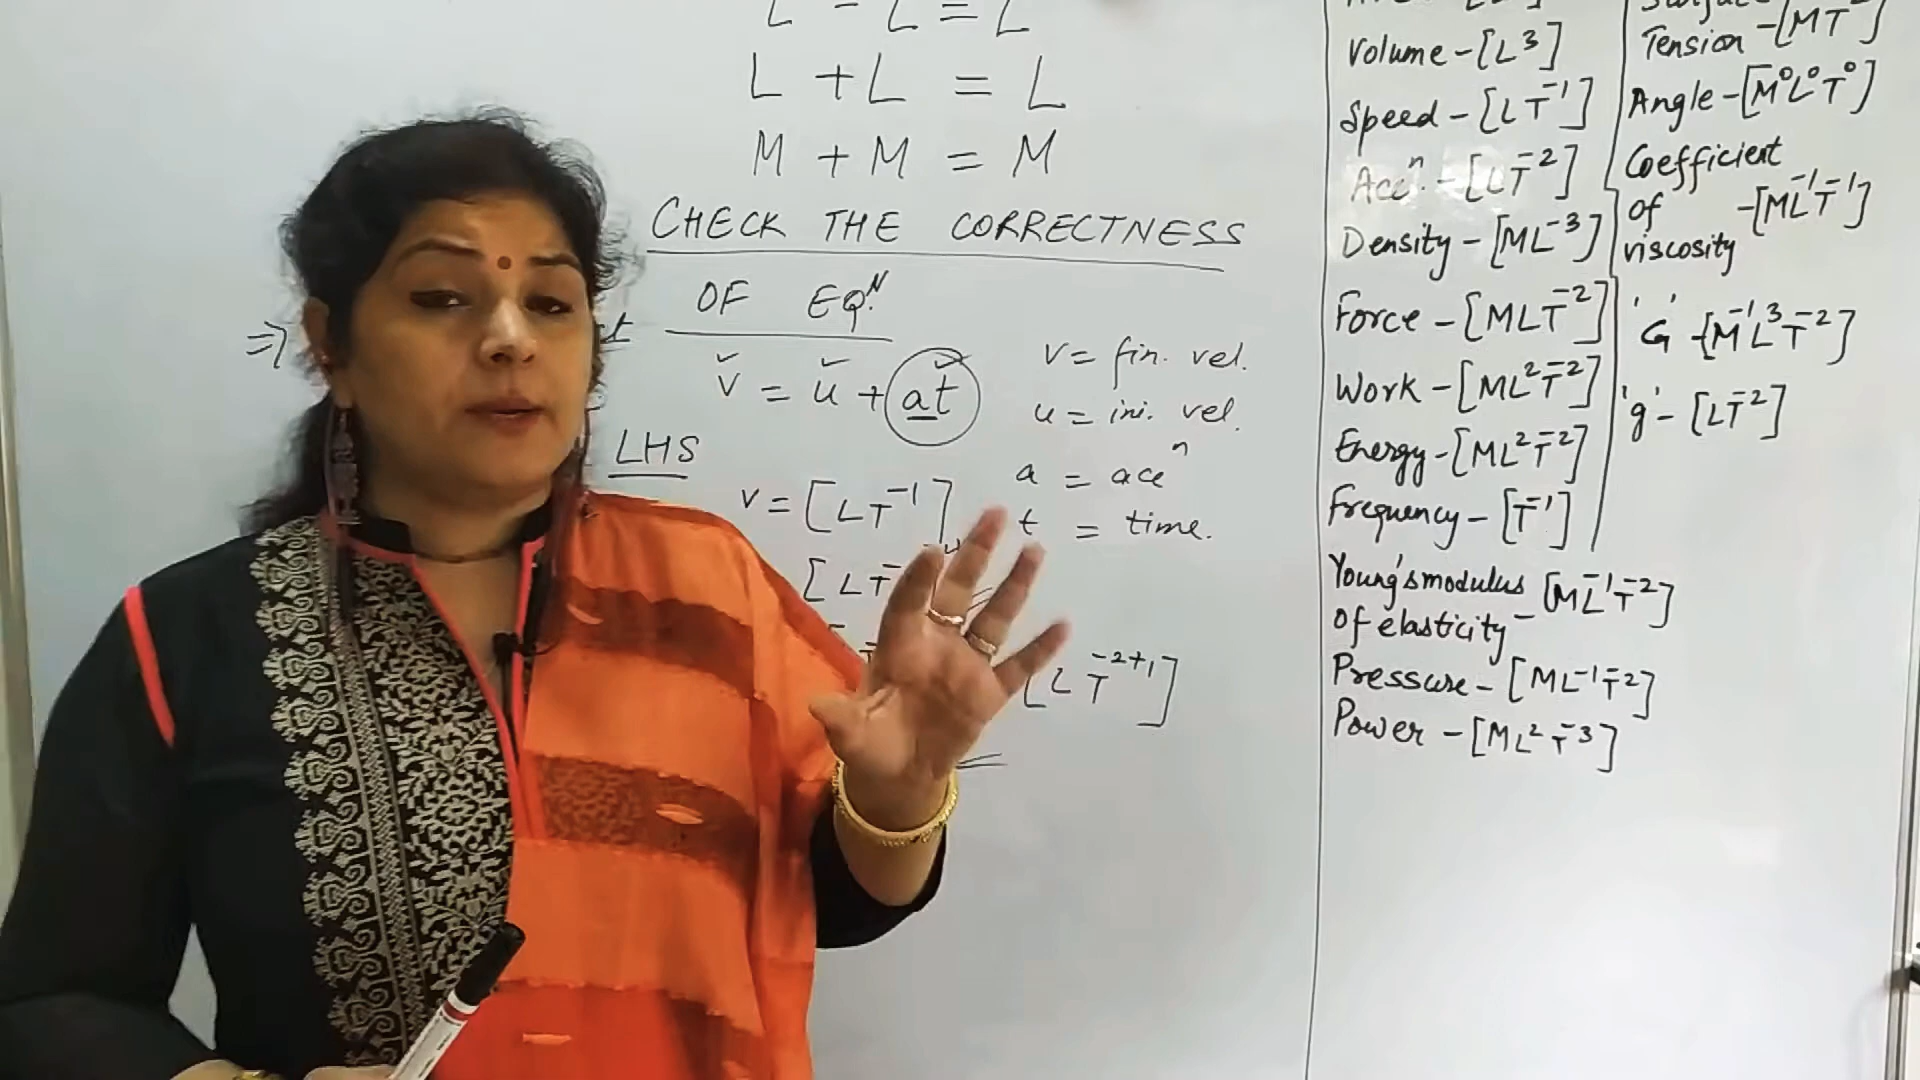 L - L = L
L + L = L
M + M = M
CHECK THE CORRECTNESS
OF EQᴺ.
v = u + at
v = fin. vel.
u = ini. vel.
a = accⁿ
t = time.
LHS
v = [LT⁻¹]
[LT⁻
[LT⁻²⁺¹]
Volume - [L³]
Speed - [LT⁻¹]
Accⁿ. - [LT⁻²]
Density - [ML⁻³]
Force - [MLT⁻²]
Work - [ML²T⁻²]
Energy - [ML²T⁻²]
Frequency - [T⁻¹]
Young's modulus
Of elasticity - [ML⁻¹T⁻²]
Pressure - [ML⁻¹T⁻²]
Power - [ML²T⁻³]
Tension - [MT⁻²]
Angle - [M⁰L⁰T⁰]
Coefficient
of - [ML⁻¹T⁻¹]
viscosity
'G' - [M⁻¹L³T⁻²]
'g' - [LT⁻²]